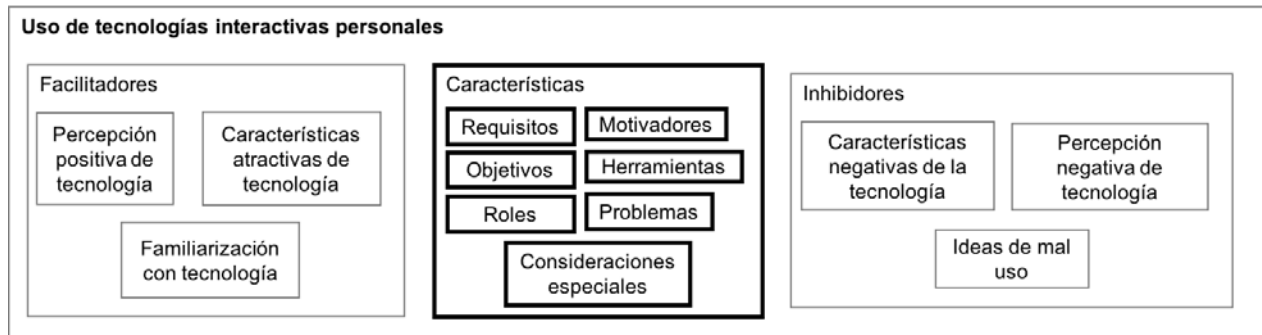 Uso de tecnologías interactivas personales
Facilitadores
Percepción
positiva de
tecnología
Características
atractivas de
tecnología
Familiarización
con tecnología
Características
Requisitos
Motivadores
Objetivos
Herramientas
Roles
Problemas
Consideraciones
especiales
Inhibidores
Características
negativas de la
tecnología
Percepción
negativa de
tecnología
Ideas de mal
uso